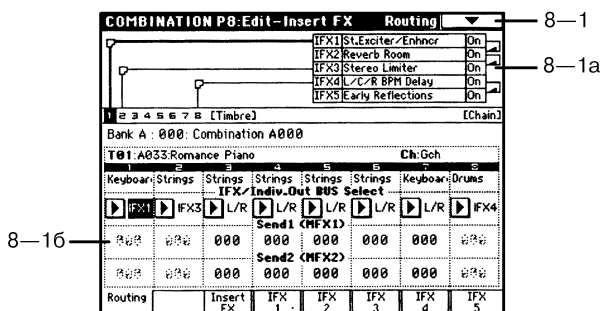 COMBINATION P8:Edit-Insert FX Routing
8—1
IFX1 St.Exciter/Enhncr On
IFX2 Reverb Room On
IFX3 Stereo Limiter On
8—1a
IFX4 L/C/R BPM Delay On
IFX5 Early Reflections On
1 2 3 4 5 6 7 8 [Timbre] [Chain]
Bank A : 000: Combination A000
T01:A033:Romance Piano Ch:Gch
1 2 3 4 5 6 7 8
Keyboar Strings Strings Strings Strings Strings Keyboar Drums
IFX/Indiv.Out BUS Select
IFX1 IFX3 L/R L/R L/R L/R L/R IFX4
Send1 (MFX1)
8—1б
000 000 000 000 000 000 000 000
Send2 (MFX2)
000 000 000 000 000 000 000 000
Routing Insert FX IFX 1 IFX 2 IFX 3 IFX 4 IFX 5